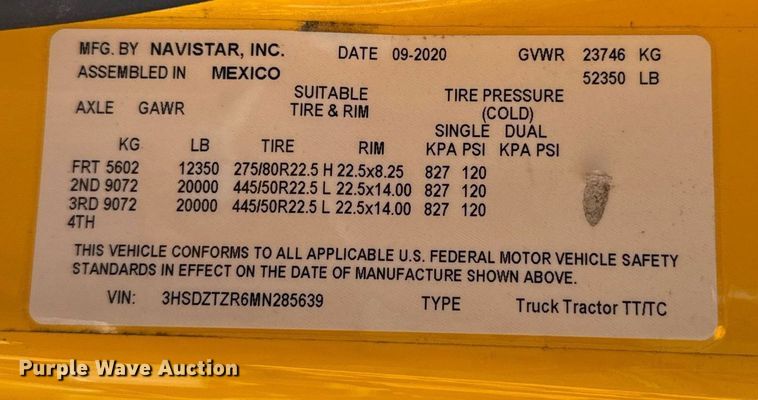 MFG. BY NAVISTAR, INC. DATE 09-2020 GVWR 23746 KG
ASSEMBLED IN MEXICO 52350 LB
SUITABLE TIRE PRESSURE
AXLE GAWR TIRE & RIM (COLD)
SINGLE DUAL
KG LB TIRE RIM KPA PSI KPA PSI
FRT 5602 12350 275/80R22.5 H 22.5x8.25 827 120
2ND 9072 20000 445/50R22.5 L 22.5x14.00 827 120
3RD 9072 20000 445/50R22.5 L 22.5x14.00 827 120
4TH
THIS VEHICLE CONFORMS TO ALL APPLICABLE U.S. FEDERAL MOTOR VEHICLE SAFETY
STANDARDS IN EFFECT ON THE DATE OF MANUFACTURE SHOWN ABOVE.
VIN: 3HSDZTZR6MN285639 TYPE Truck Tractor TT/TC
Purple Wave Auction